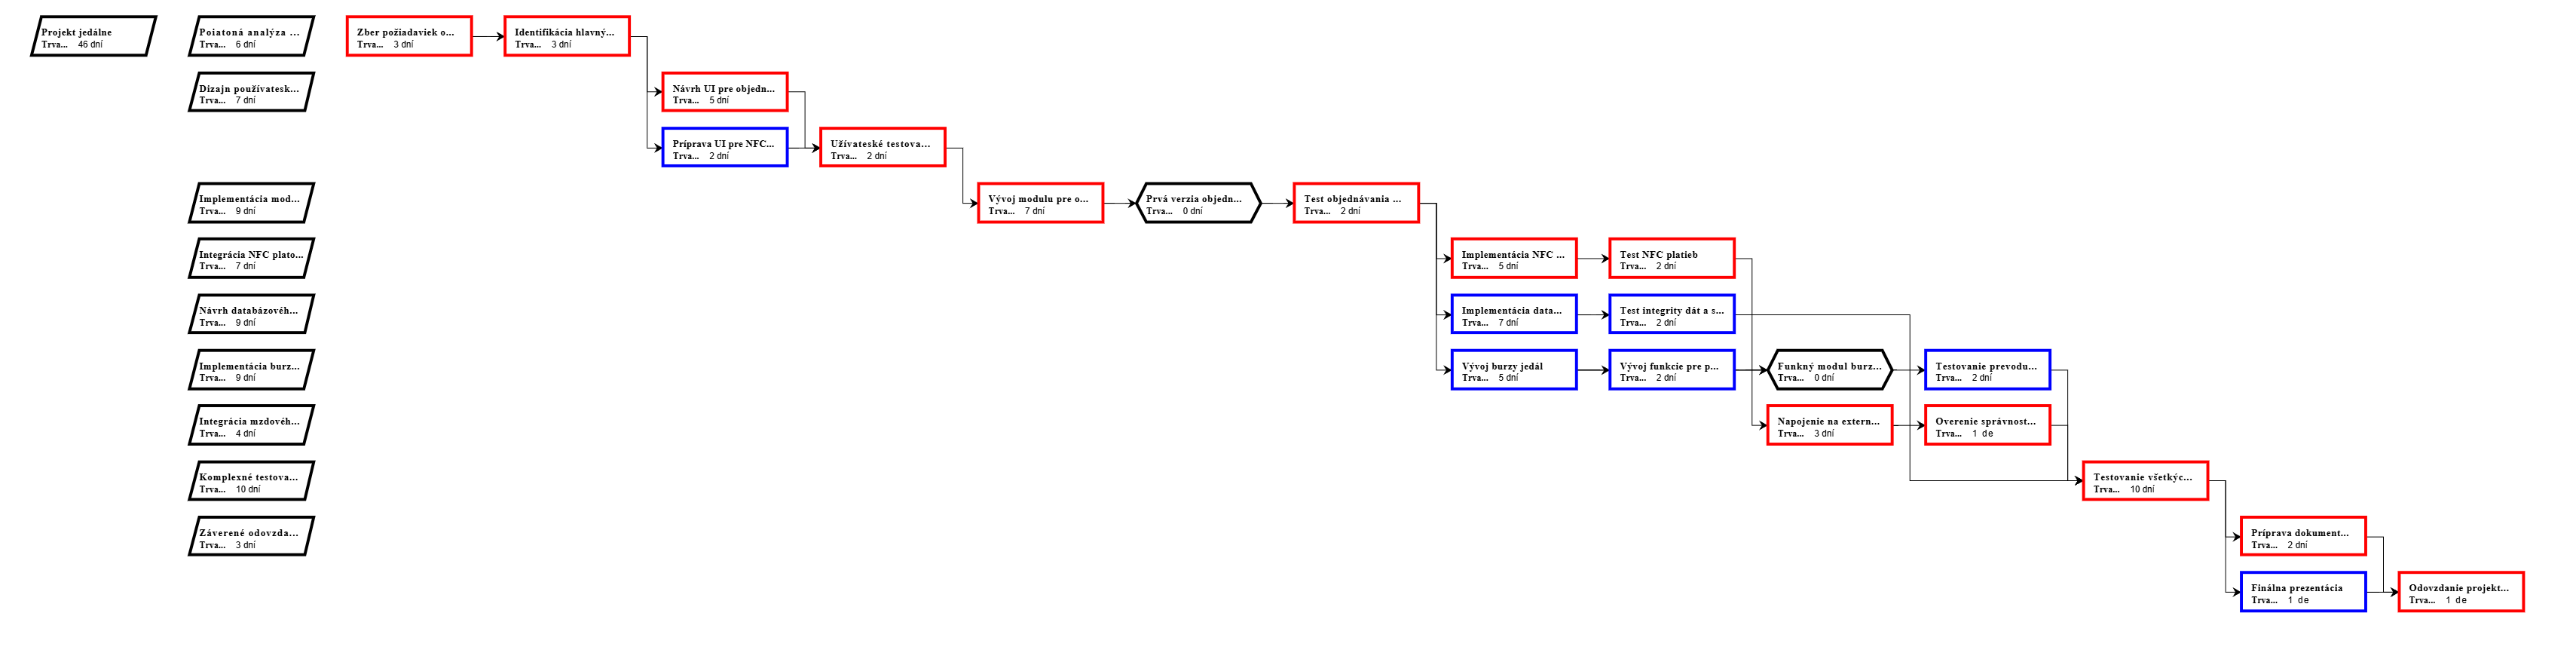 Projekt jedálne
Trva... 46 dní
Poiatoná analýza ...
Trva... 6 dní
Zber požiadaviek o...
Trva... 3 dní
Identifikácia hlavný...
Trva... 3 dní
Dizajn používatesk...
Trva... 7 dní
Návrh UI pre objedn...
Trva... 5 dní
Príprava UI pre NFC...
Trva... 2 dní
Užívateské testova...
Trva... 2 dní
Implementácia mod...
Trva... 9 dní
Vývoj modulu pre o...
Trva... 7 dní
Prvá verzia objedn...
Trva... 0 dní
Test objednávania ...
Trva... 2 dní
Integrácia NFC plato...
Trva... 7 dní
Implementácia NFC ...
Trva... 5 dní
Test NFC platieb
Trva... 2 dní
Návrh databázovéh...
Trva... 9 dní
Implementácia data...
Trva... 7 dní
Test integrity dát a s...
Trva... 2 dní
Implementácia burz...
Trva... 9 dní
Vývoj burzy jedál
Trva... 5 dní
Vývoj funkcie pre p...
Trva... 2 dní
Funkný modul burz...
Trva... 0 dní
Testovanie prevodu...
Trva... 2 dní
Integrácia mzdovéh...
Trva... 4 dní
Napojenie na extern...
Trva... 3 dní
Overenie správnost...
Trva... 1 de
Komplexné testova...
Trva... 10 dní
Testovanie všetkýc...
Trva... 10 dní
Záverené odovzda...
Trva... 3 dní
Príprava dokument...
Trva... 2 dní
Finálna prezentácia
Trva... 1 de
Odovzdanie projekt...
Trva... 1 de